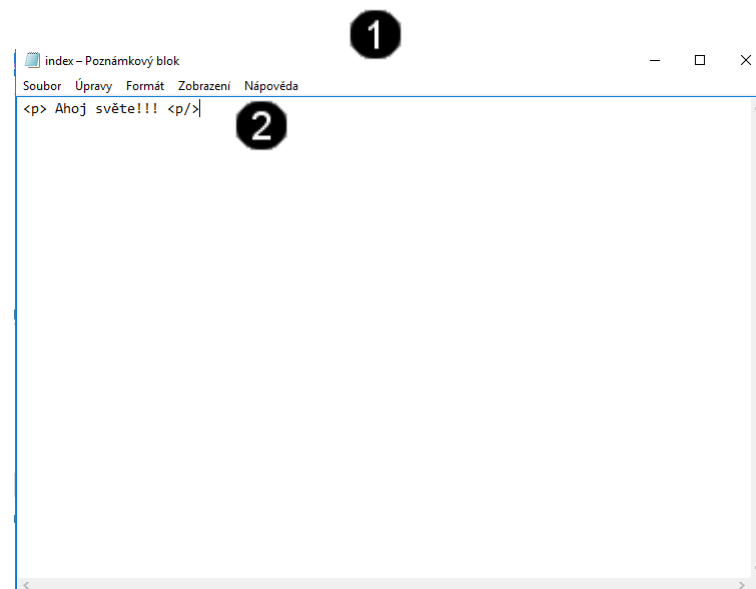 1
index – Poznámkový blok
Soubor Úpravy Formát Zobrazení Nápověda
<p> Ahoj světe!!! <p/>
2